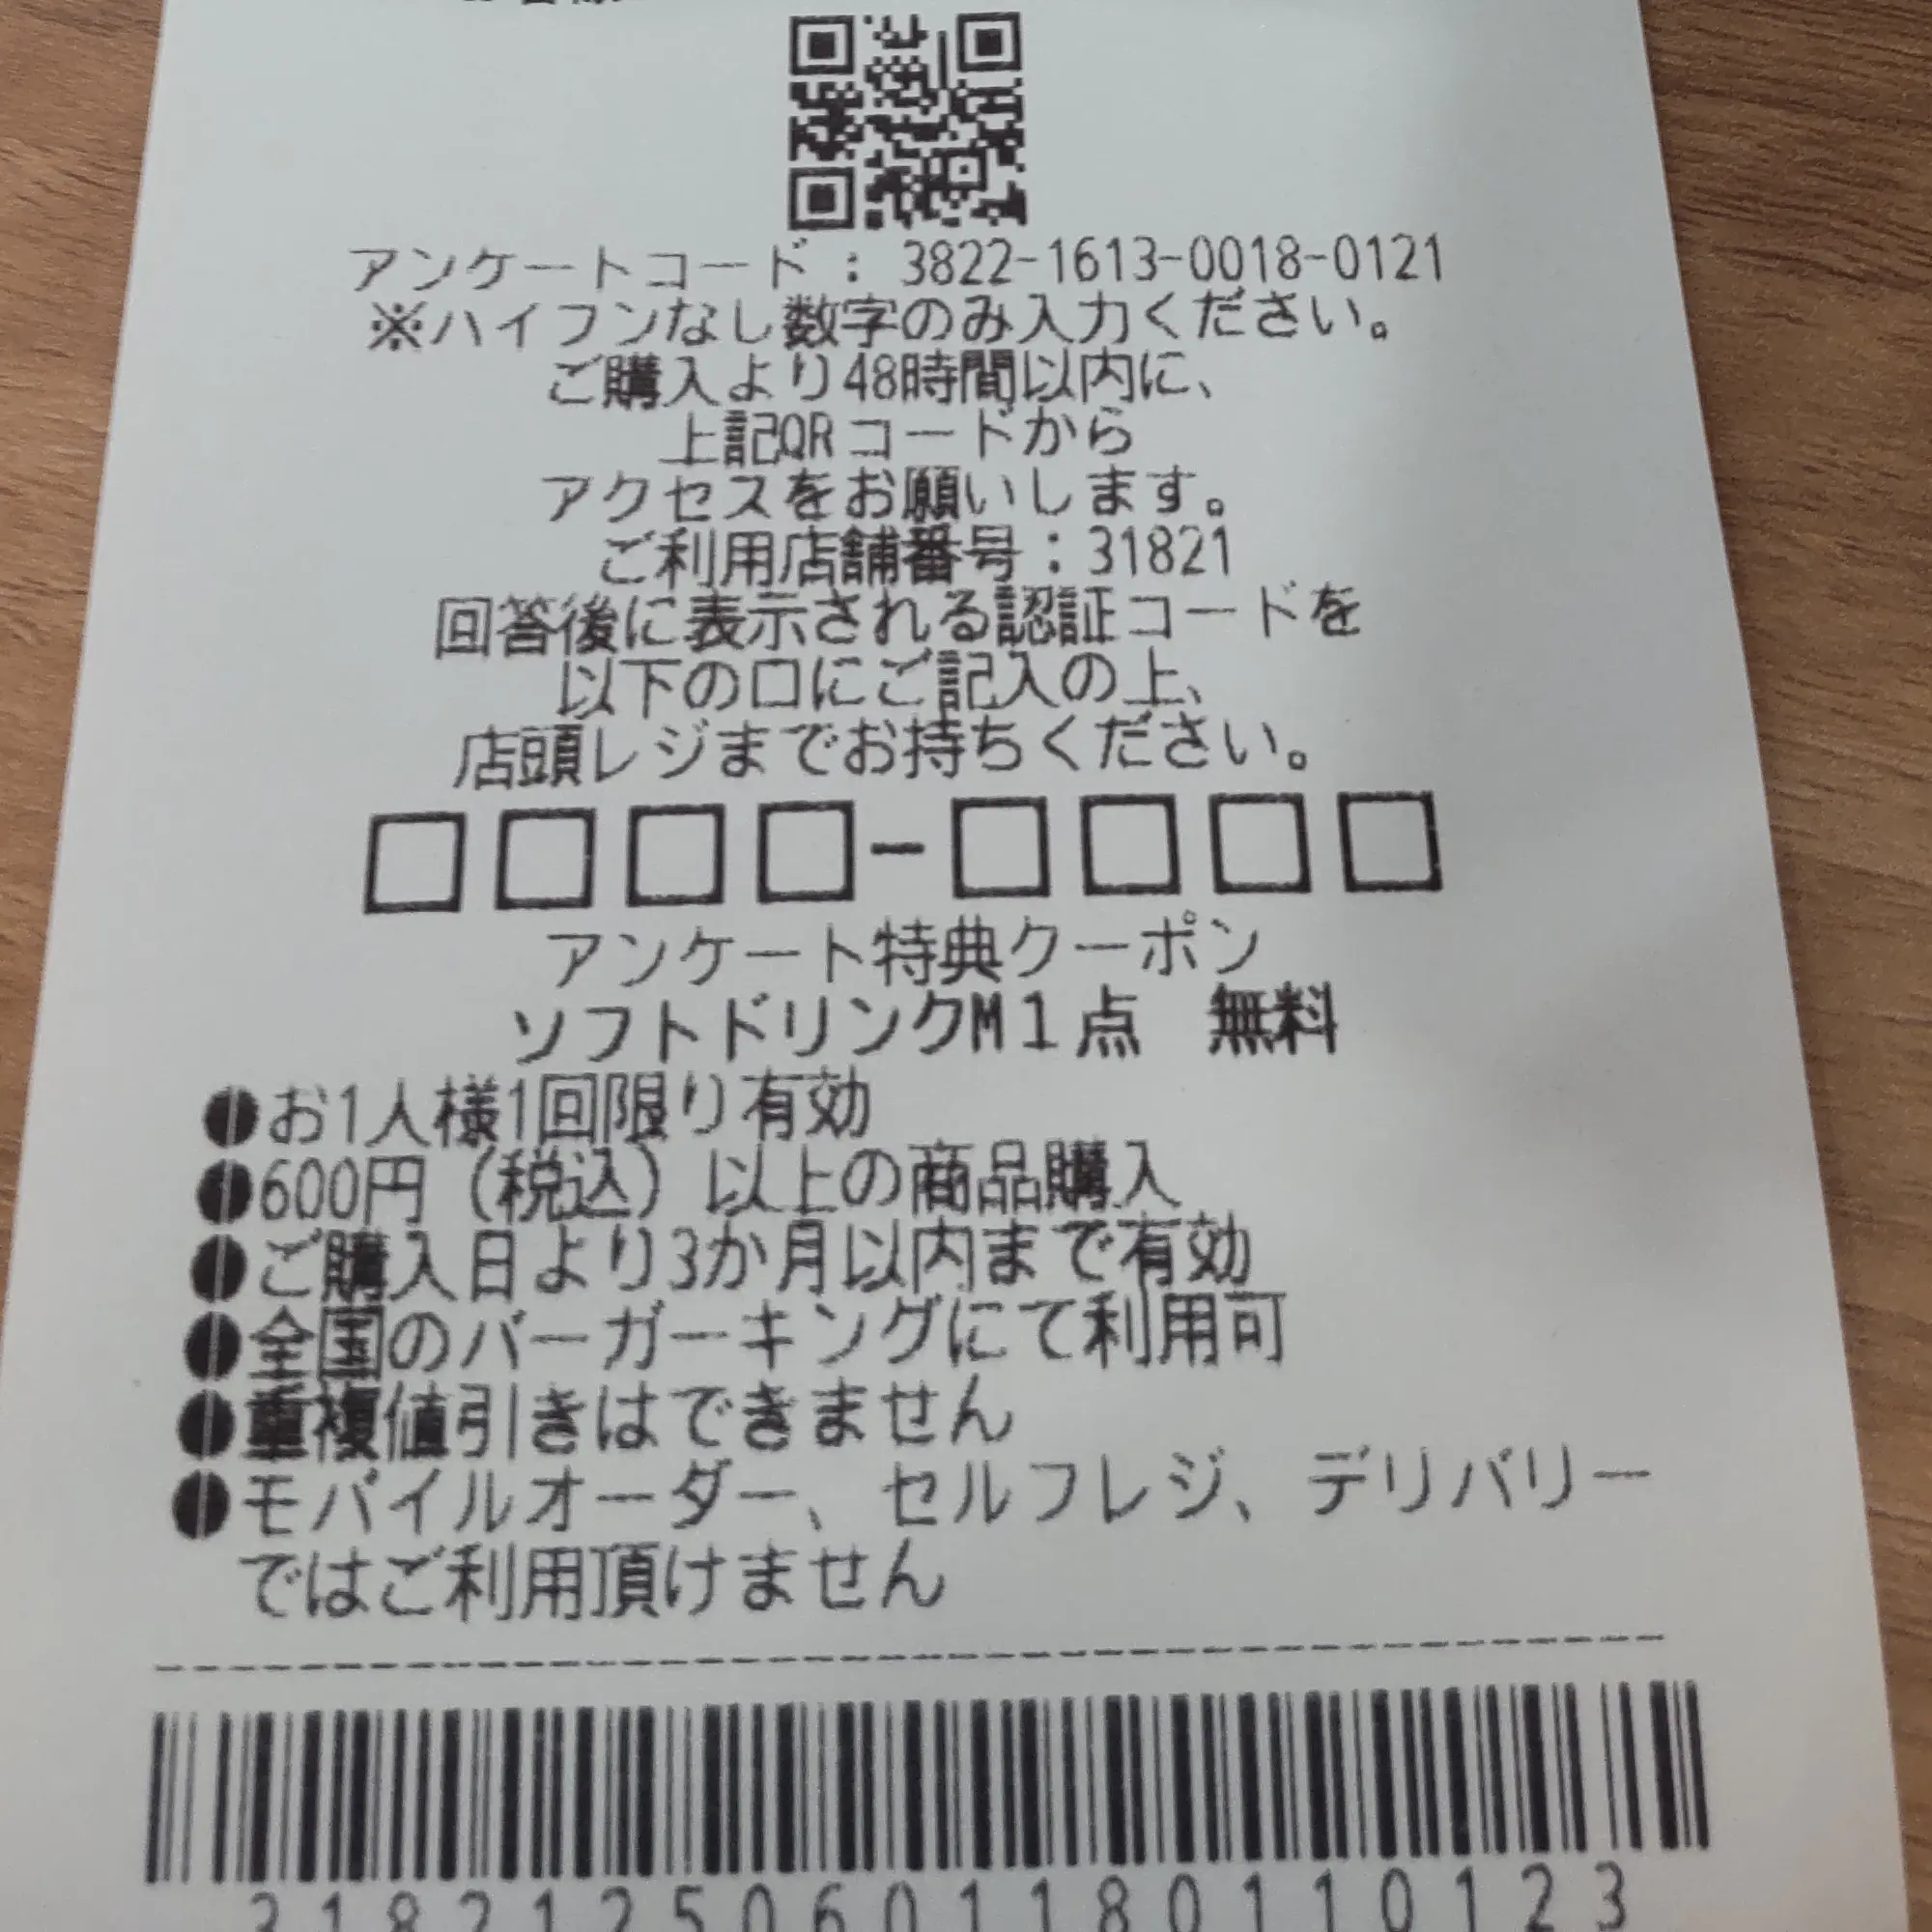 アンケートコード : 3822-1613-0018-0121
※ハイフンなし数字のみ入力ください。
ご購入より48時間以内に、
上記QRコードから
アクセスをお願いします。
ご利用店舗番号:31821
回答後に表示される認証コードを
以下の口にご記入の上、
店頭レジまでお持ちください。
□□□□-□□□□
アンケート特典クーポン
ソフトドリンクM1点 無料
●お1人様1回限り有効
●600円（税込）以上の商品購入
●ご購入日より3か月以内まで有効
●全国のバーガーキングにて利用可
●重複値引きはできません
●モバイルオーダー、セルフレジ、デリバリー
ではご利用頂けません
31821250601180110123